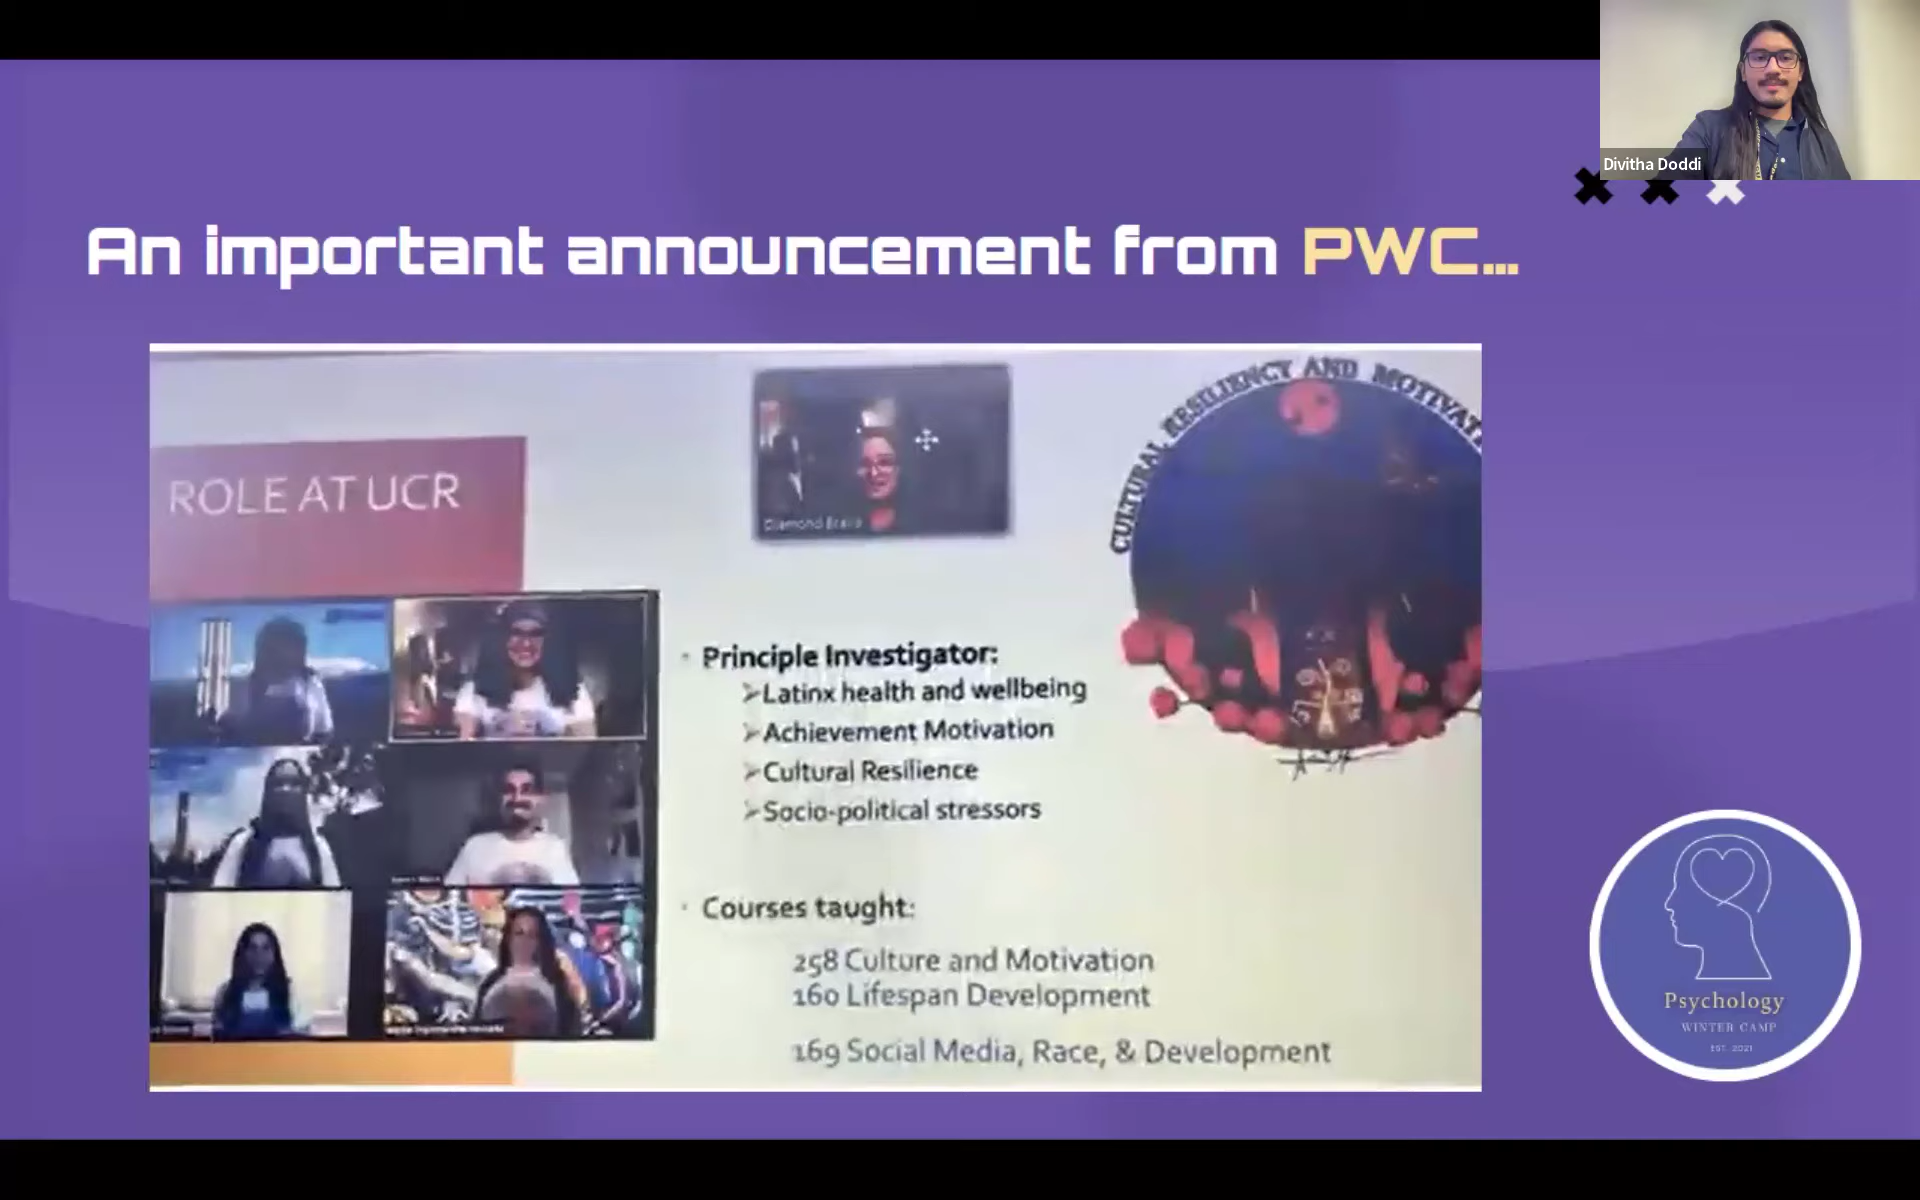 Divitha Doddi
An important announcement from PWC...
CULTURAL RESILIENCY AND MOTIVAT
ROLE AT UCR
Diamond Bravo
Principle Investigator:
➢Latinx health and wellbeing
➢Achievement Motivation
➢Cultural Resilience
➢Socio-political stressors
Courses taught:
258 Culture and Motivation
160 Lifespan Development
169 Social Media, Race, & Development
Psychology
WINTER CAMP
EST. 2021